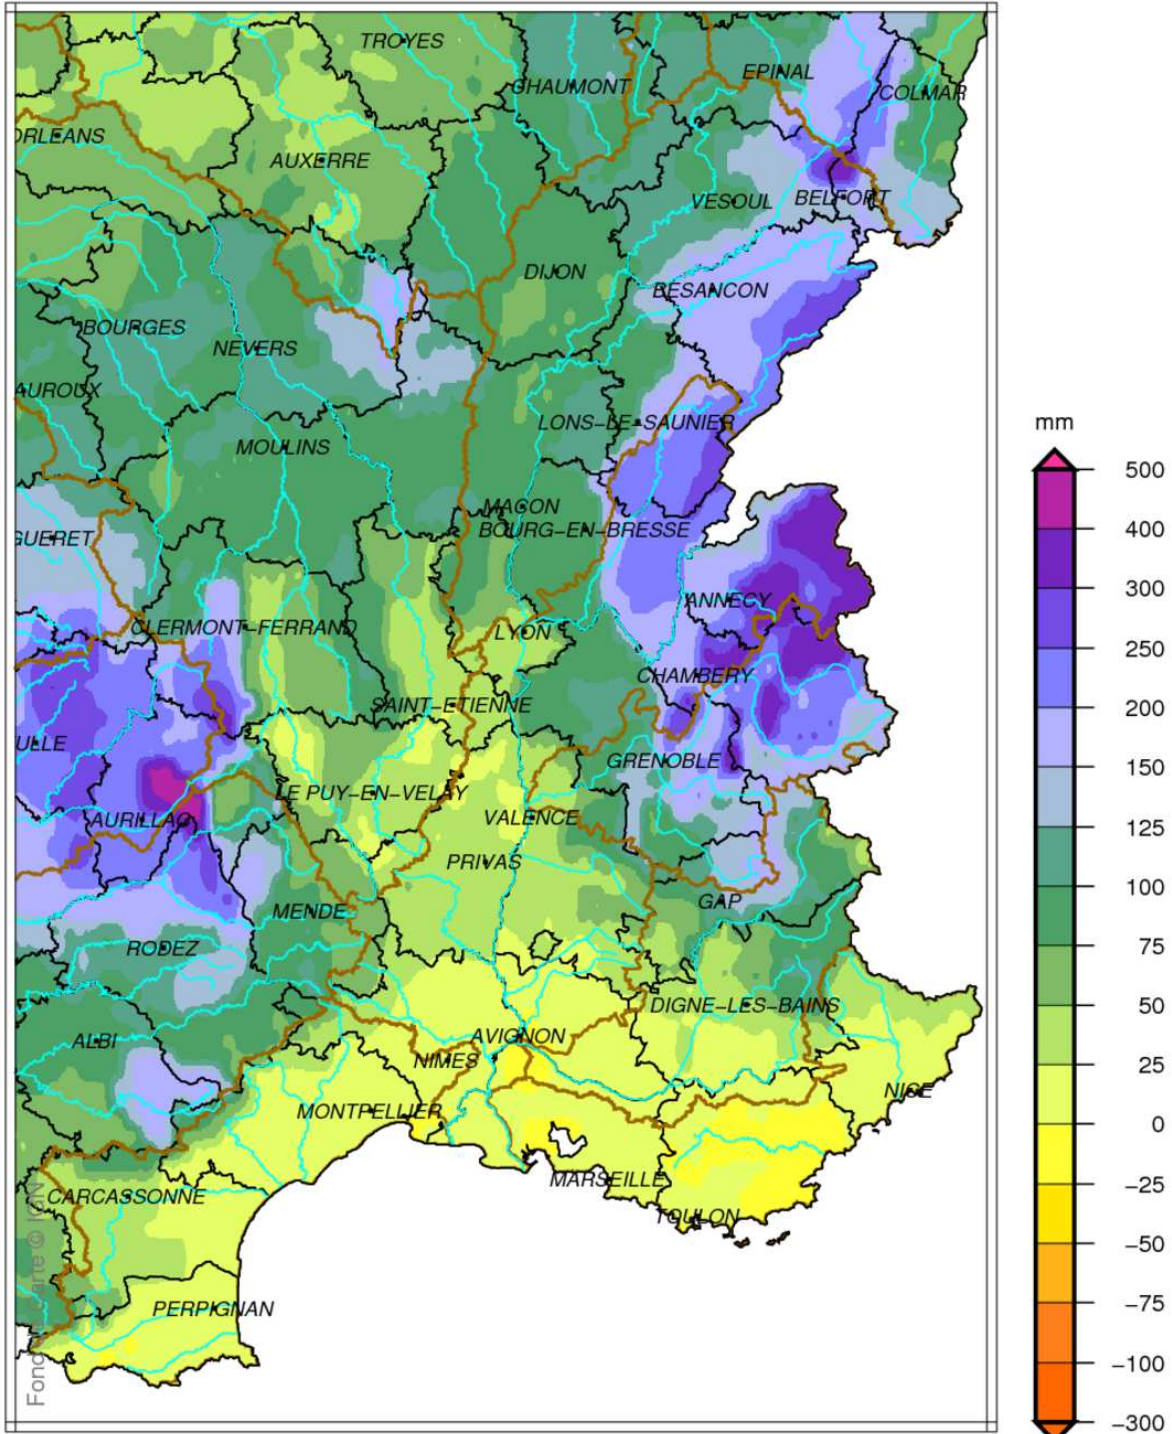 TROYES
EPINAL
CHAUMONT
COLMAR
ORLEANS
AUXERRE
VESOUL
BELFORT
DIJON
BESANCON
BOURGES
NEVERS
AUROUX
LONS-LE-SAUNIER
mm
MOULINS
500
MACON
BOURG-EN-BRESSE
400
GUERET
300
ANNECY
CLERMONT-FERRAND
LYON
250
CHAMBERY
SAINT-ETIENNE
200
ULLE
GRENOBLE
150
LE PUY-EN-VELAY
AURILLAC
VALENCE
125
PRIVAS
100
GAP
MENDE
75
RODEZ
50
DIGNE-LES-BAINS
ALBI
AVIGNON
25
NIMES
NICE
MONTPELLIER
0
MARSEILLE
-25
CARCASSONNE
TOULON
-50
PERPIGNAN
-75
-100
-300